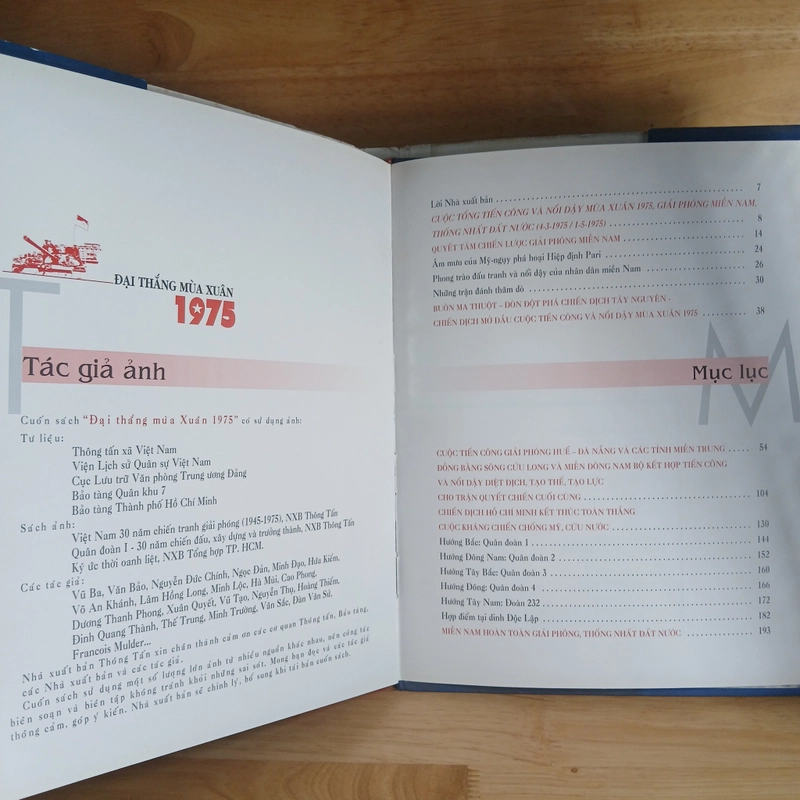 ĐẠI THẮNG MÙA XUÂN
1975
T
Tác giả ảnh
Cuốn sách "Đại thắng mùa Xuân 1975" có sử dụng ảnh:
Tư liệu:
Thông tấn xã Việt Nam
Viện Lịch sử Quân sự Việt Nam
Cục Lưu trữ Văn phòng Trung ương Đảng
Bảo tàng Quân khu 7
Bảo tàng Thành phố Hồ Chí Minh
Sách ảnh:
Việt Nam 30 năm chiến tranh giải phóng (1945-1975), NXB Thông Tấn
Quân đoàn I - 30 năm chiến đấu, xây dựng và trưởng thành, NXB Thông Tấn
Ký ức thời oanh liệt, NXB Tổng hợp TP. HCM.
Các tác giả:
Vũ Ba, Văn Bảo, Nguyễn Đức Chính, Ngọc Đản, Minh Đạo, Hứa Kiểm,
Võ An Khánh, Lâm Hồng Long, Minh Lộc, Hà Mùi, Cao Phong,
Dương Thanh Phong, Xuân Quyết, Vũ Tạo, Nguyễn Thụ, Hoàng Thiểm,
Đinh Quang Thành, Thế Trung, Minh Trường, Văn Sắc, Đàn Văn Sử,
Francois Mulder...
Nhà xuất bản Thông Tấn xin chân thành cảm ơn các cơ quan Thông tấn, Bảo tàng,
các Nhà xuất bản và các tác giả.
Cuốn sách sử dụng một số lượng lớn ảnh từ nhiều nguồn khác nhau, nên công tác
biên soạn và biên tập không tránh khỏi những sai sót. Mong bạn đọc và các tác giả
thông cảm, góp ý kiến. Nhà xuất bản sẽ chỉnh lý, bổ sung khi tái bản cuốn sách.
Lời Nhà xuất bản 7
CUỘC TỔNG TIẾN CÔNG VÀ NỔI DẬY MÙA XUÂN 1975, GIẢI PHÓNG MIỀN NAM,
THỐNG NHẤT ĐẤT NƯỚC (4-3-1975 / 1-5-1975) 8
QUYẾT TÂM CHIẾN LƯỢC GIẢI PHÓNG MIỀN NAM 14
Âm mưu của Mỹ-ngụy phá hoại Hiệp định Pari 24
Phong trào đấu tranh và nổi dậy của nhân dân miền Nam 26
Những trận đánh thăm dò 30
BUÔN MA THUỘT – ĐÒN ĐỘT PHÁ CHIẾN DỊCH TÂY NGUYÊN -
CHIẾN DỊCH MỞ ĐẦU CUỘC TIẾN CÔNG VÀ NỔI DẬY MÙA XUÂN 1975 38
M
Mục lục
CUỘC TIẾN CÔNG GIẢI PHÓNG HUẾ – ĐÀ NẴNG VÀ CÁC TỈNH MIỀN TRUNG 54
ĐỒNG BẰNG SÔNG CỬU LONG VÀ MIỀN ĐÔNG NAM BỘ KẾT HỢP TIẾN CÔNG
VÀ NỔI DẬY DIỆT ĐỊCH, TẠO THẾ, TẠO LỰC
CHO TRẬN QUYẾT CHIẾN CUỐI CÙNG 104
CHIẾN DỊCH HỒ CHÍ MINH KẾT THÚC TOÀN THẮNG
CUỘC KHÁNG CHIẾN CHỐNG MỸ, CỨU NƯỚC 130
Hướng Bắc: Quân đoàn 1 144
Hướng Đông Nam: Quân đoàn 2 152
Hướng Tây Bắc: Quân đoàn 3 160
Hướng Đông: Quân đoàn 4 166
Hướng Tây Nam: Đoàn 232 172
Hợp điểm tại dinh Độc Lập 182
MIỀN NAM HOÀN TOÀN GIẢI PHÓNG, THỐNG NHẤT ĐẤT NƯỚC 193